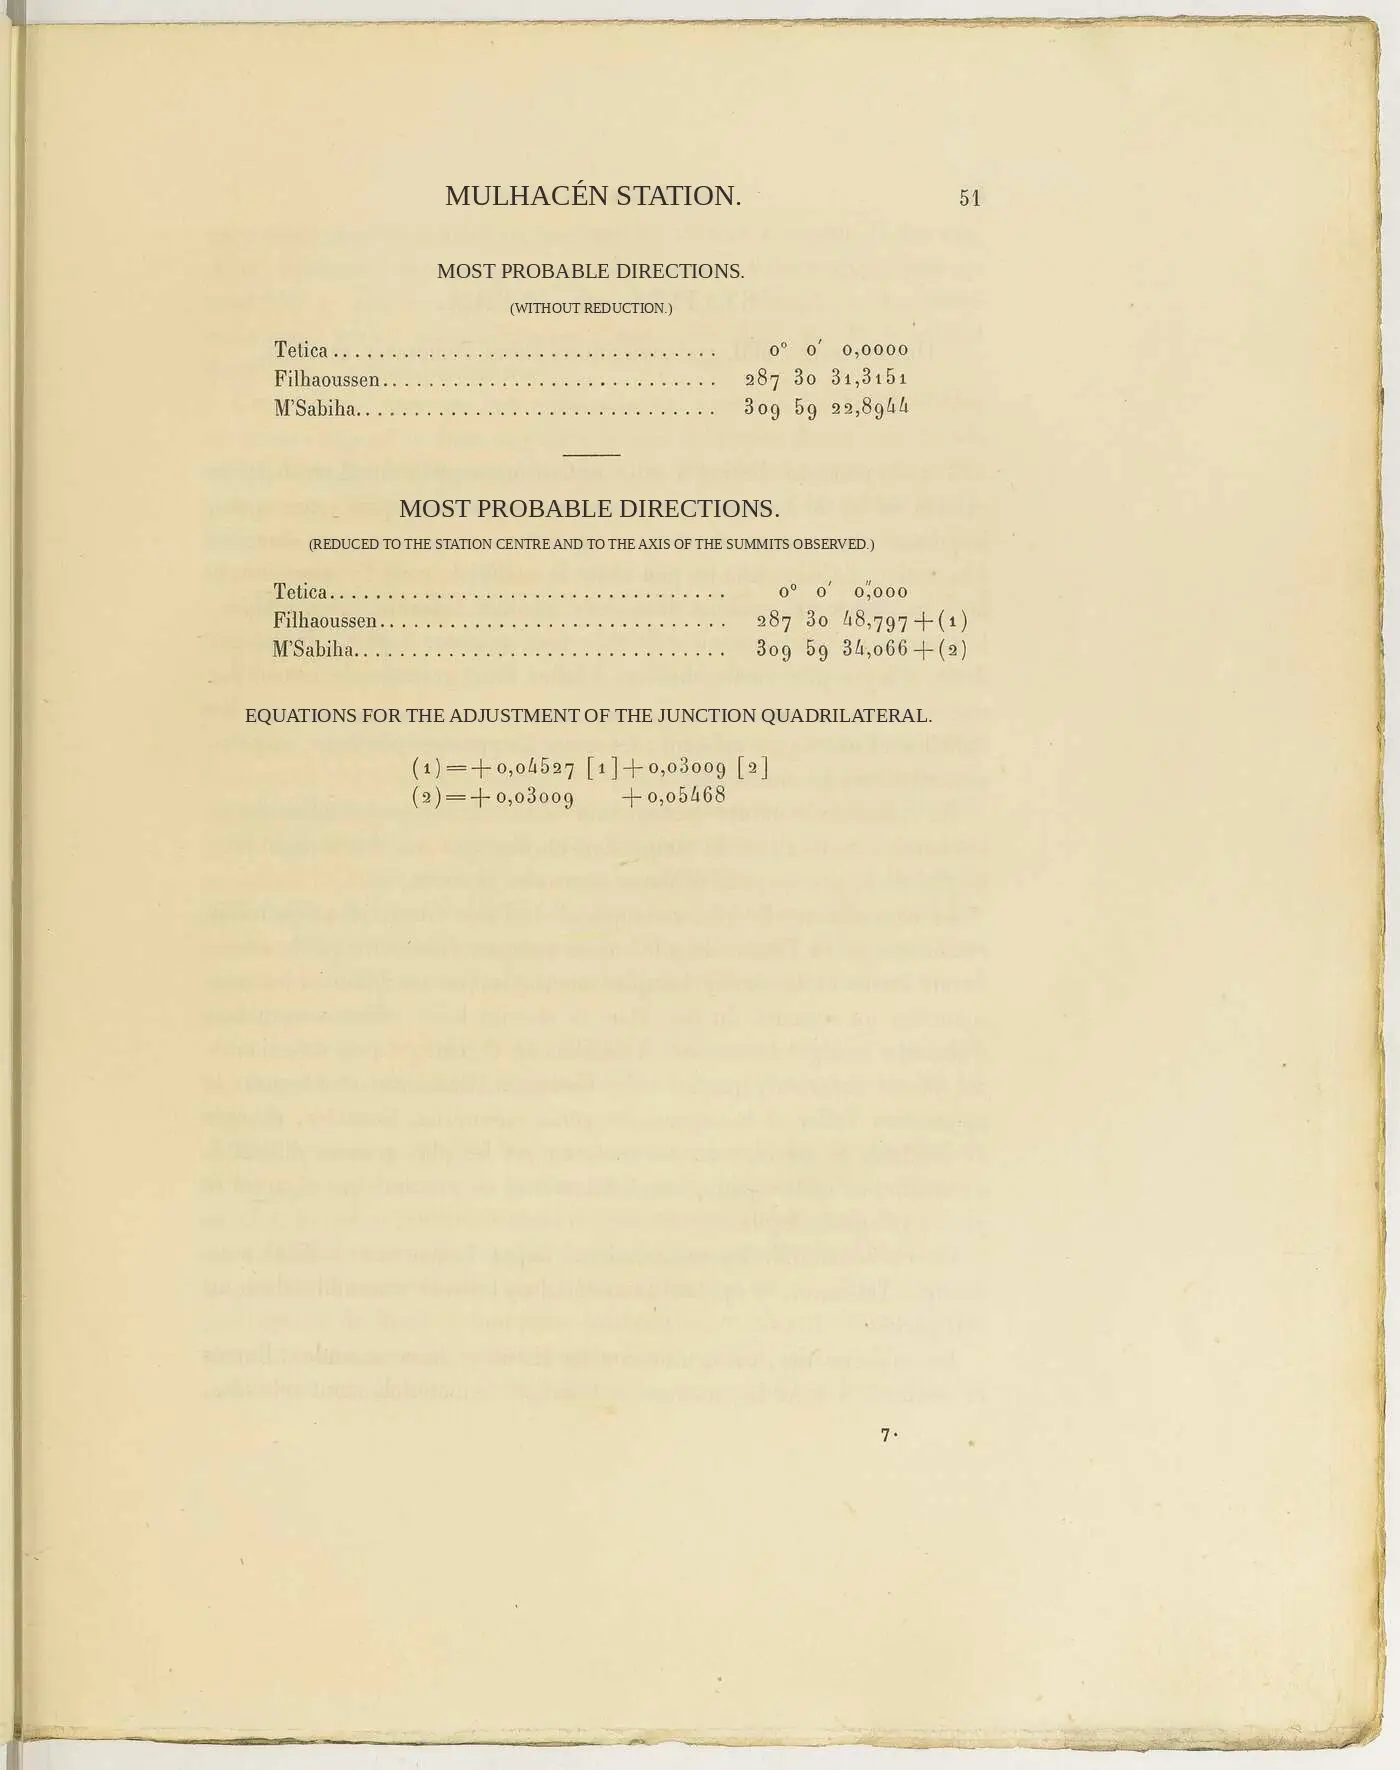 MULHACÉN STATION. 51
MOST PROBABLE DIRECTIONS.
(WITHOUT REDUCTION.)
Tetica ................................. 0° 0′ 0,0000
Filhaoussen............................. 287 30 31,3151
M'Sabiha............................... 309 59 22,8944
MOST PROBABLE DIRECTIONS.
(REDUCED TO THE STATION CENTRE AND TO THE AXIS OF THE SUMMITS OBSERVED.)
Tetica.................................. 0° 0′ 0″,000
Filhaoussen.............................. 287 30 48,797+(1)
M'Sabiha................................ 309 59 34,066+(2)
EQUATIONS FOR THE ADJUSTMENT OF THE JUNCTION QUADRILATERAL.
(1)=+0,04527 [1]+0,03009 [2]
(2)=+0,03009 +0,05468
7.